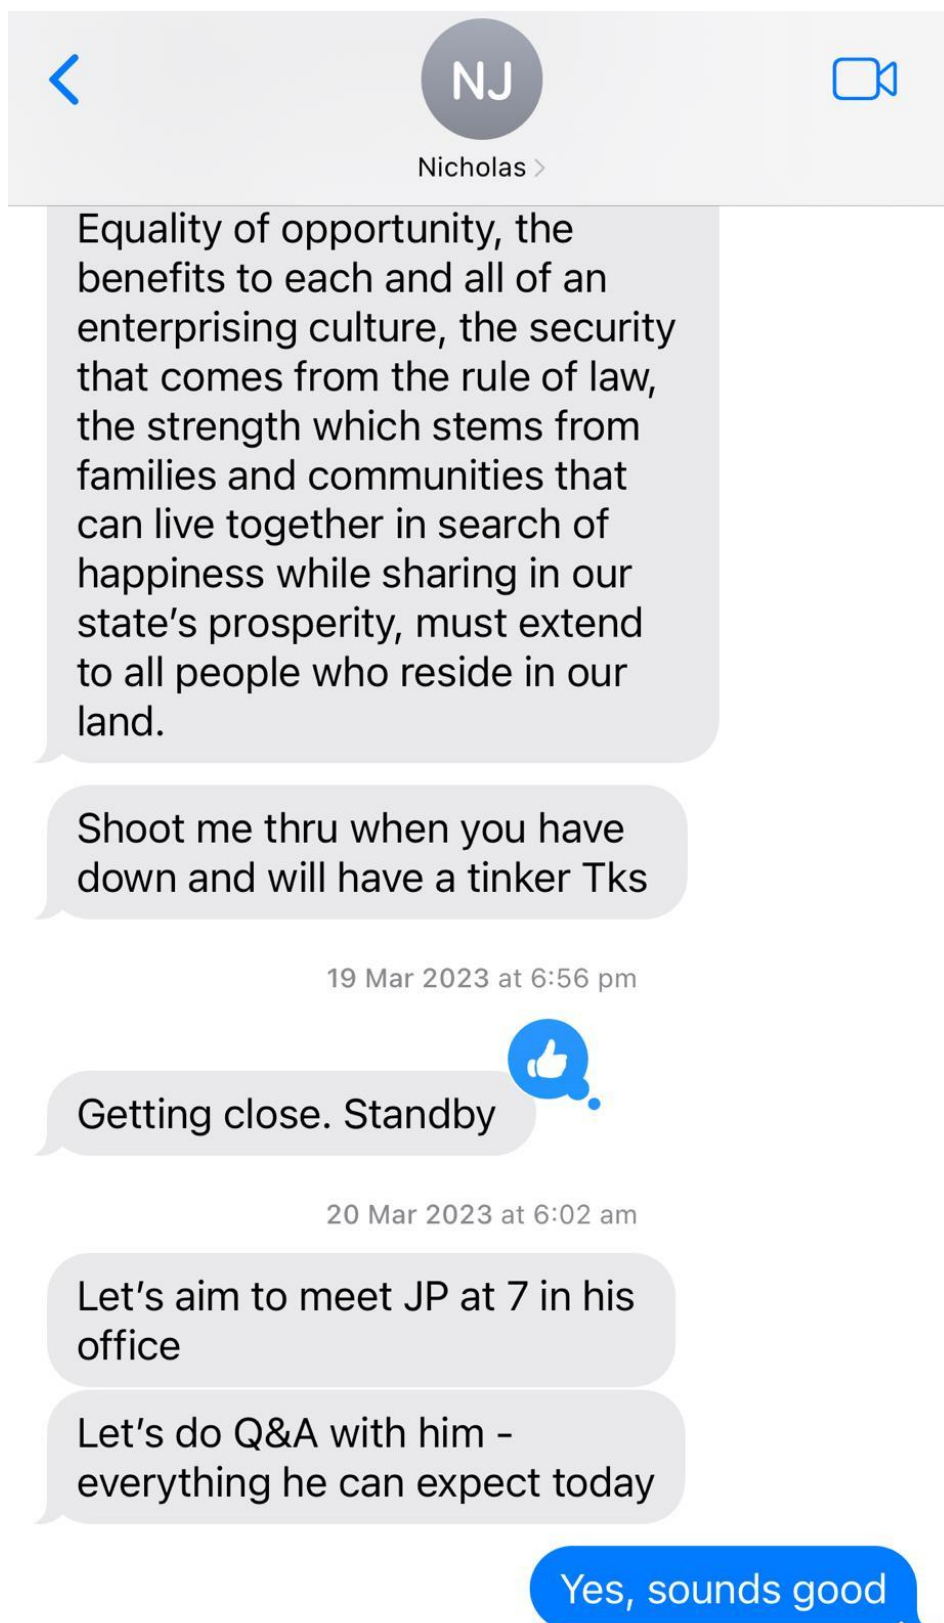 NJ
Nicholas
Equality of opportunity, the
benefits to each and all of an
enterprising culture, the security
that comes from the rule of law,
the strength which stems from
families and communities that
can live together in search of
happiness while sharing in our
state’s prosperity, must extend
to all people who reside in our
land.
Shoot me thru when you have
down and will have a tinker Tks
19 Mar 2023 at 6:56 pm
Getting close. Standby
20 Mar 2023 at 6:02 am
Let’s aim to meet JP at 7 in his
office
Let’s do Q&A with him -
everything he can expect today
Yes, sounds good